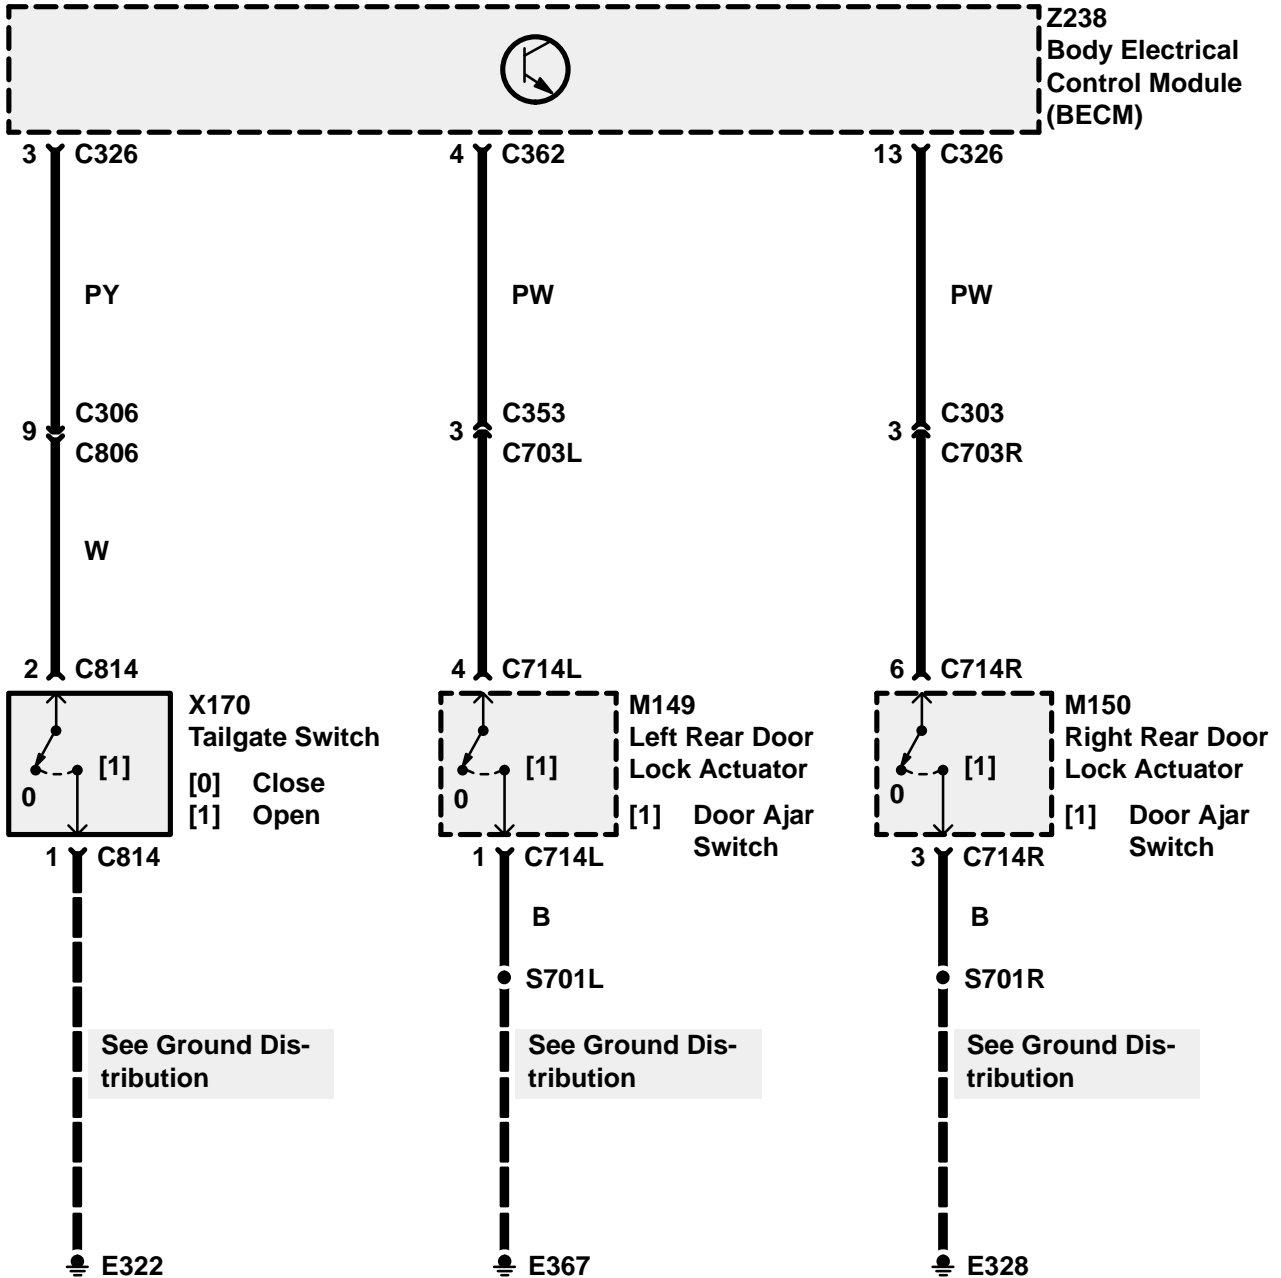 Z238
Body Electrical
Control Module
(BECM)
3 C326
4 C362
13 C326
PY
PW
PW
9 C306
C806
3 C353
C703L
3 C303
C703R
W
2 C814
4 C714L
6 C714R
X170
Tailgate Switch
[0] Close
[1] Open
[1]
0
M149
Left Rear Door
Lock Actuator
[1] Door Ajar
Switch
[1]
0
M150
Right Rear Door
Lock Actuator
[1] Door Ajar
Switch
[1]
0
1 C814
1 C714L
3 C714R
B
B
S701L
S701R
See Ground Dis-
tribution
See Ground Dis-
tribution
See Ground Dis-
tribution
E322
E367
E328